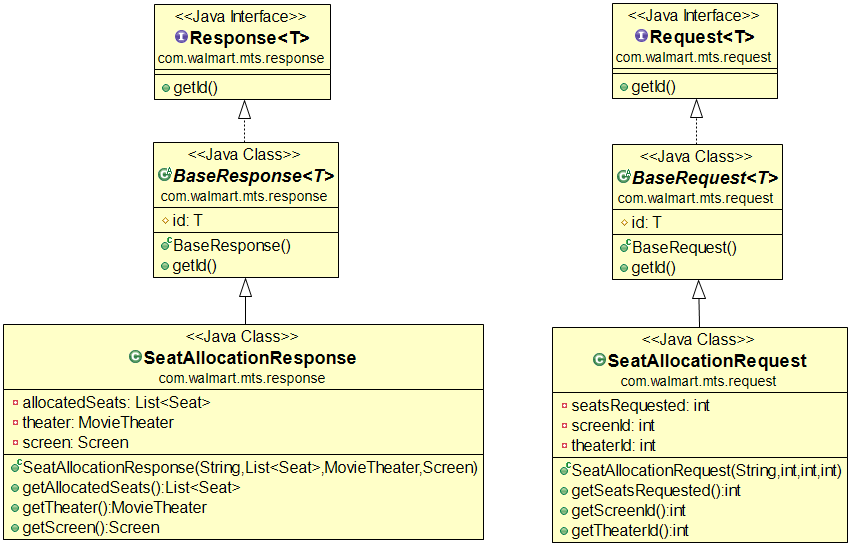 <<Java Interface>>
Response<T>
com.walmart.mts.response
getId()
<<Java Class>>
BaseResponse<T>
com.walmart.mts.response
id: T
BaseResponse()
getId()
<<Java Class>>
SeatAllocationResponse
com.walmart.mts.response
allocatedSeats: List<Seat>
theater: MovieTheater
screen: Screen
SeatAllocationResponse(String,List<Seat>,MovieTheater,Screen)
getAllocatedSeats():List<Seat>
getTheater():MovieTheater
getScreen():Screen
<<Java Interface>>
Request<T>
com.walmart.mts.request
getId()
<<Java Class>>
BaseRequest<T>
com.walmart.mts.request
id: T
BaseRequest()
getId()
<<Java Class>>
SeatAllocationRequest
com.walmart.mts.request
seatsRequested: int
screenId: int
theaterId: int
SeatAllocationRequest(String,int,int,int)
getSeatsRequested():int
getScreenId():int
getTheaterId():int